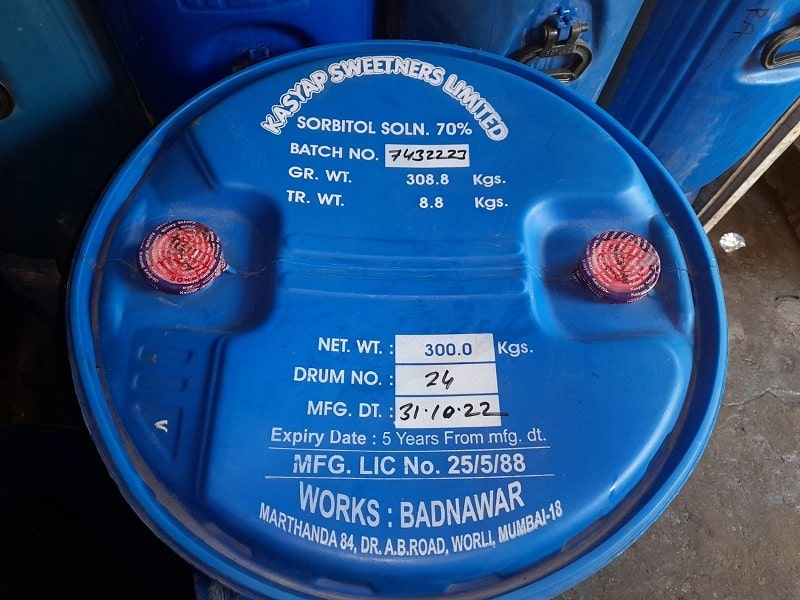 KASYAP SWEETNERS LIMITED
SORBITOL SOLN. 70%
BATCH NO. 7432223
GR. WT. 308.8 Kgs.
TR. WT. 8.8 Kgs.
NET. WT. : 300.0 Kgs.
DRUM NO. : 24
MFG. DT. : 31.10.22
Expiry Date : 5 Years From mfg. dt.
MFG. LIC No. 25/5/88
WORKS : BADNAWAR
MARTHANDA 84, DR. A.B.ROAD, WORLI, MUMBAI-18